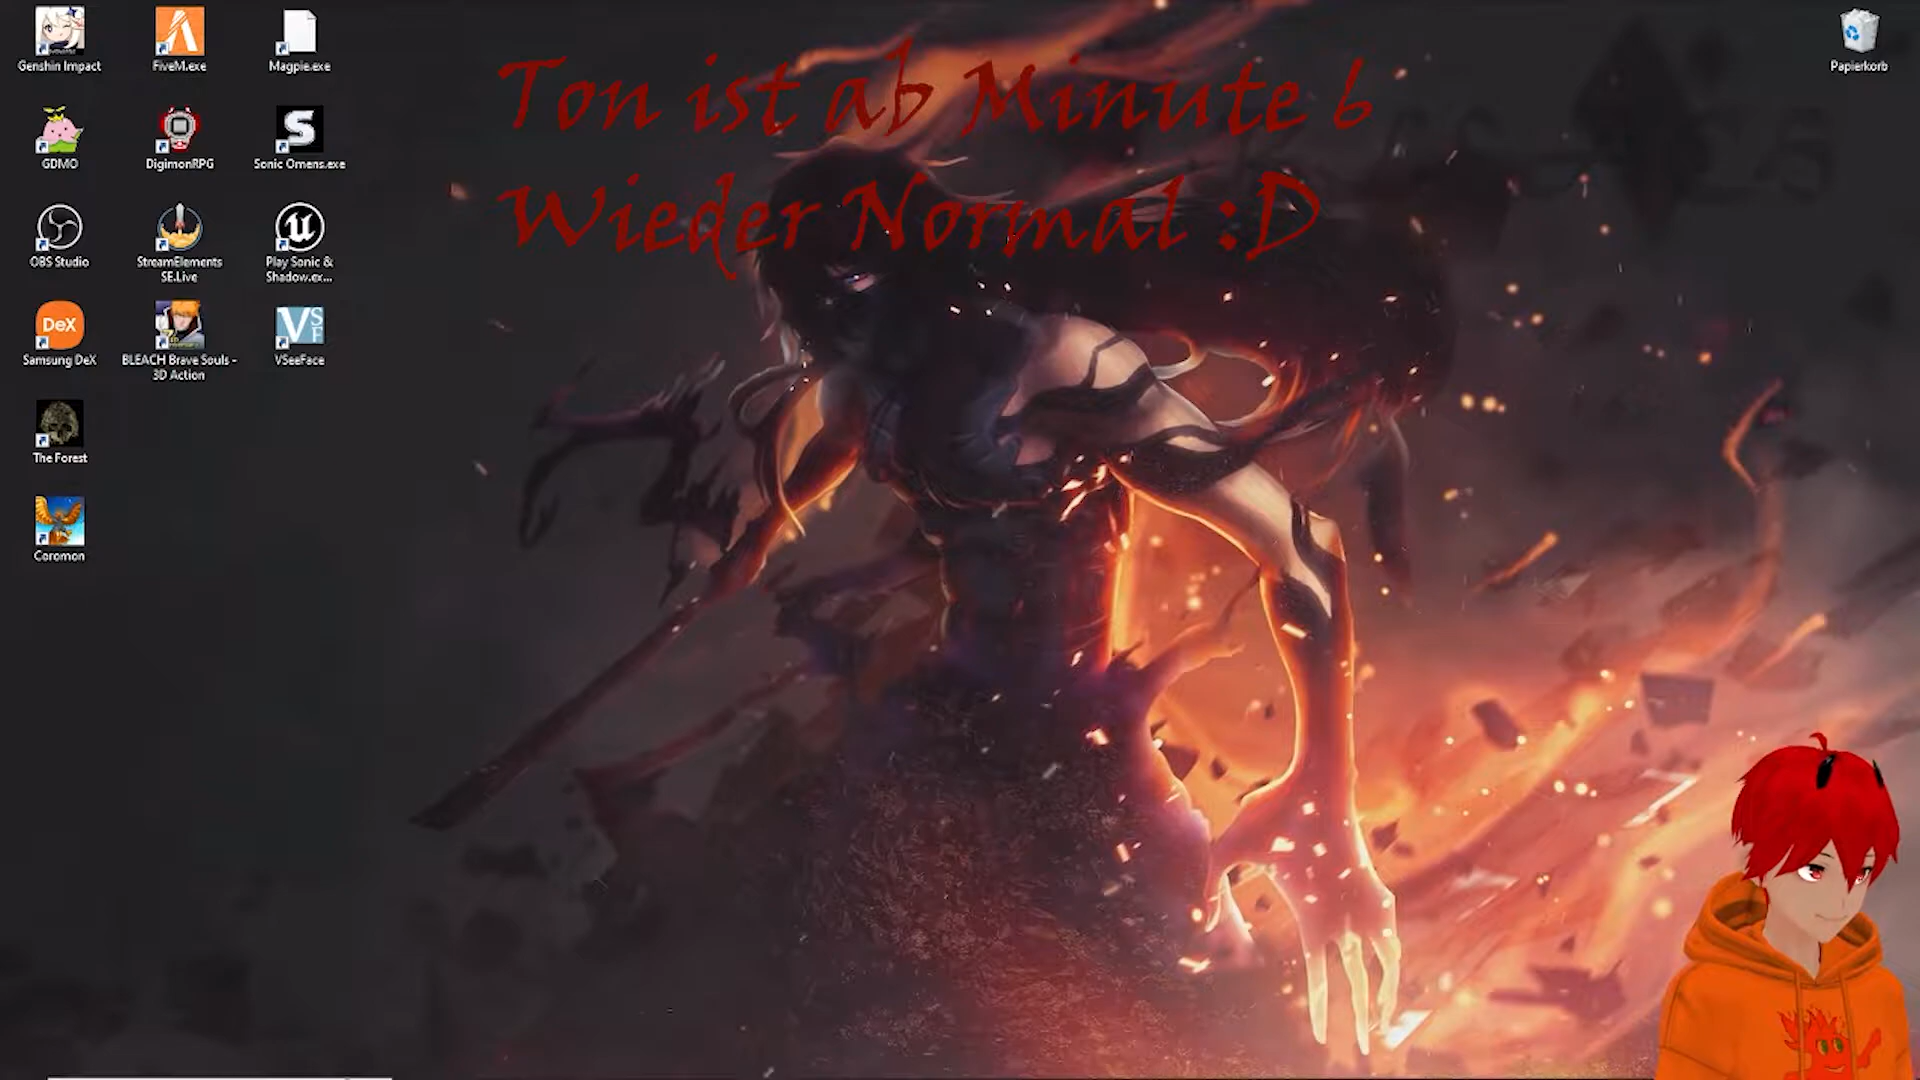 Ton ist ab Minute 6
Wieder Normal :D
Genshin Impact
FiveM.exe
Magpie.exe
Papierkorb
GDMO
DigimonRPG
S
Sonic Omens.exe
OBS Studio
StreamElements
SE.Live
Play Sonic &
Shadow.ex...
DeX
Samsung DeX
BLEACH Brave Souls -
3D Action
VSF
VSeeFace
The Forest
Coromon